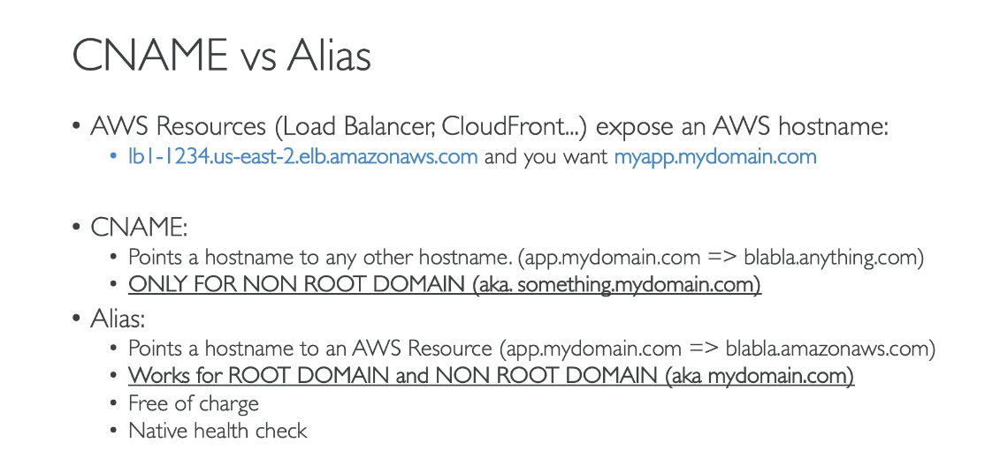 CNAME vs Alias
• AWS Resources (Load Balancer, CloudFront...) expose an AWS hostname:
• lb1-1234.us-east-2.elb.amazonaws.com and you want myapp.mydomain.com
• CNAME:
• Points a hostname to any other hostname. (app.mydomain.com => blabla.anything.com)
• ONLY FOR NON ROOT DOMAIN (aka. something.mydomain.com)
• Alias:
• Points a hostname to an AWS Resource (app.mydomain.com => blabla.amazonaws.com)
• Works for ROOT DOMAIN and NON ROOT DOMAIN (aka mydomain.com)
• Free of charge
• Native health check